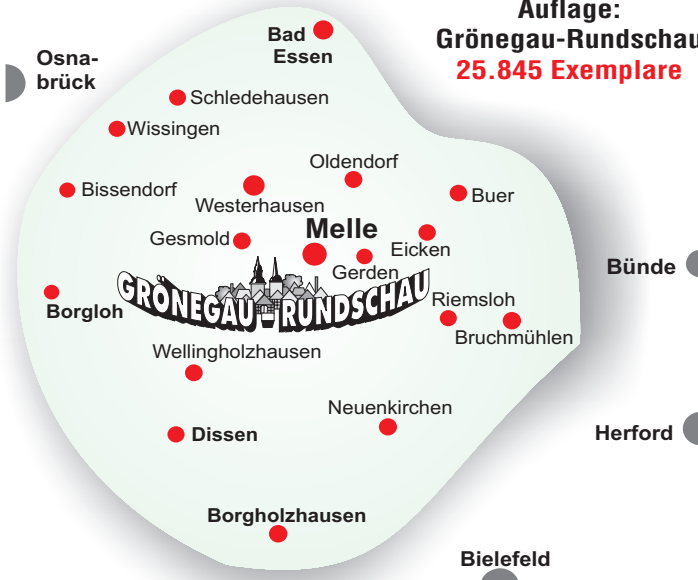 Auflage:
Grönegau-Rundschau
25.845 Exemplare
Bad
Essen
Osna-
brück
Schledehausen
Wissingen
Oldendorf
Bissendorf
Westerhausen
Buer
Melle
Gesmold
Eicken
Gerden
Bünde
Borgloh
GRÖNEGAU-RUNDSCHAU
Riemsloh
Bruchmühlen
Wellingholzhausen
Neuenkirchen
Dissen
Herford
Borgholzhausen
Bielefeld